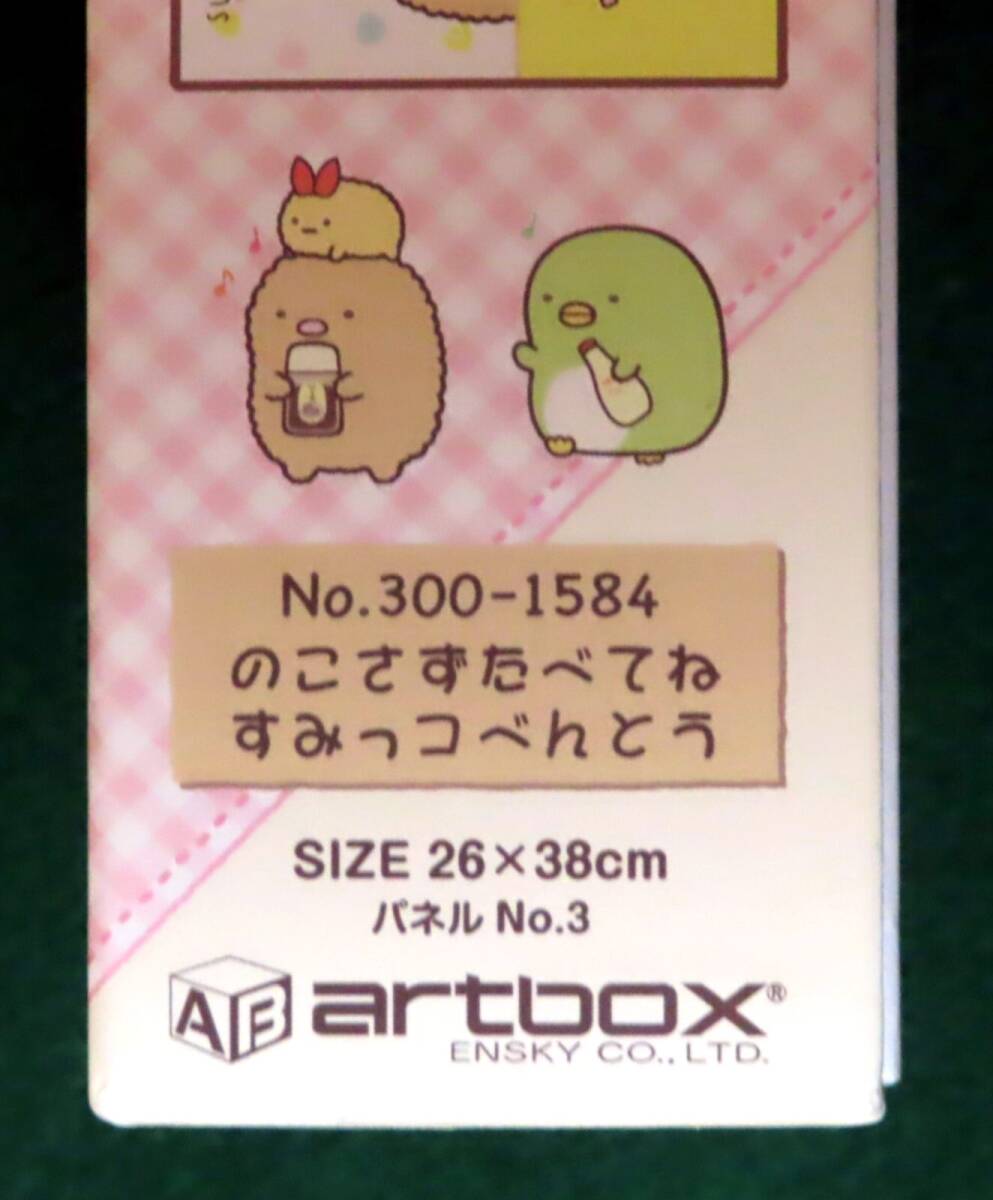 No.300-1584
のこさずたべてね
すみっコべんとう
SIZE 26×38cm
パネル No.3
AB artbox®
ENSKY CO., LTD.